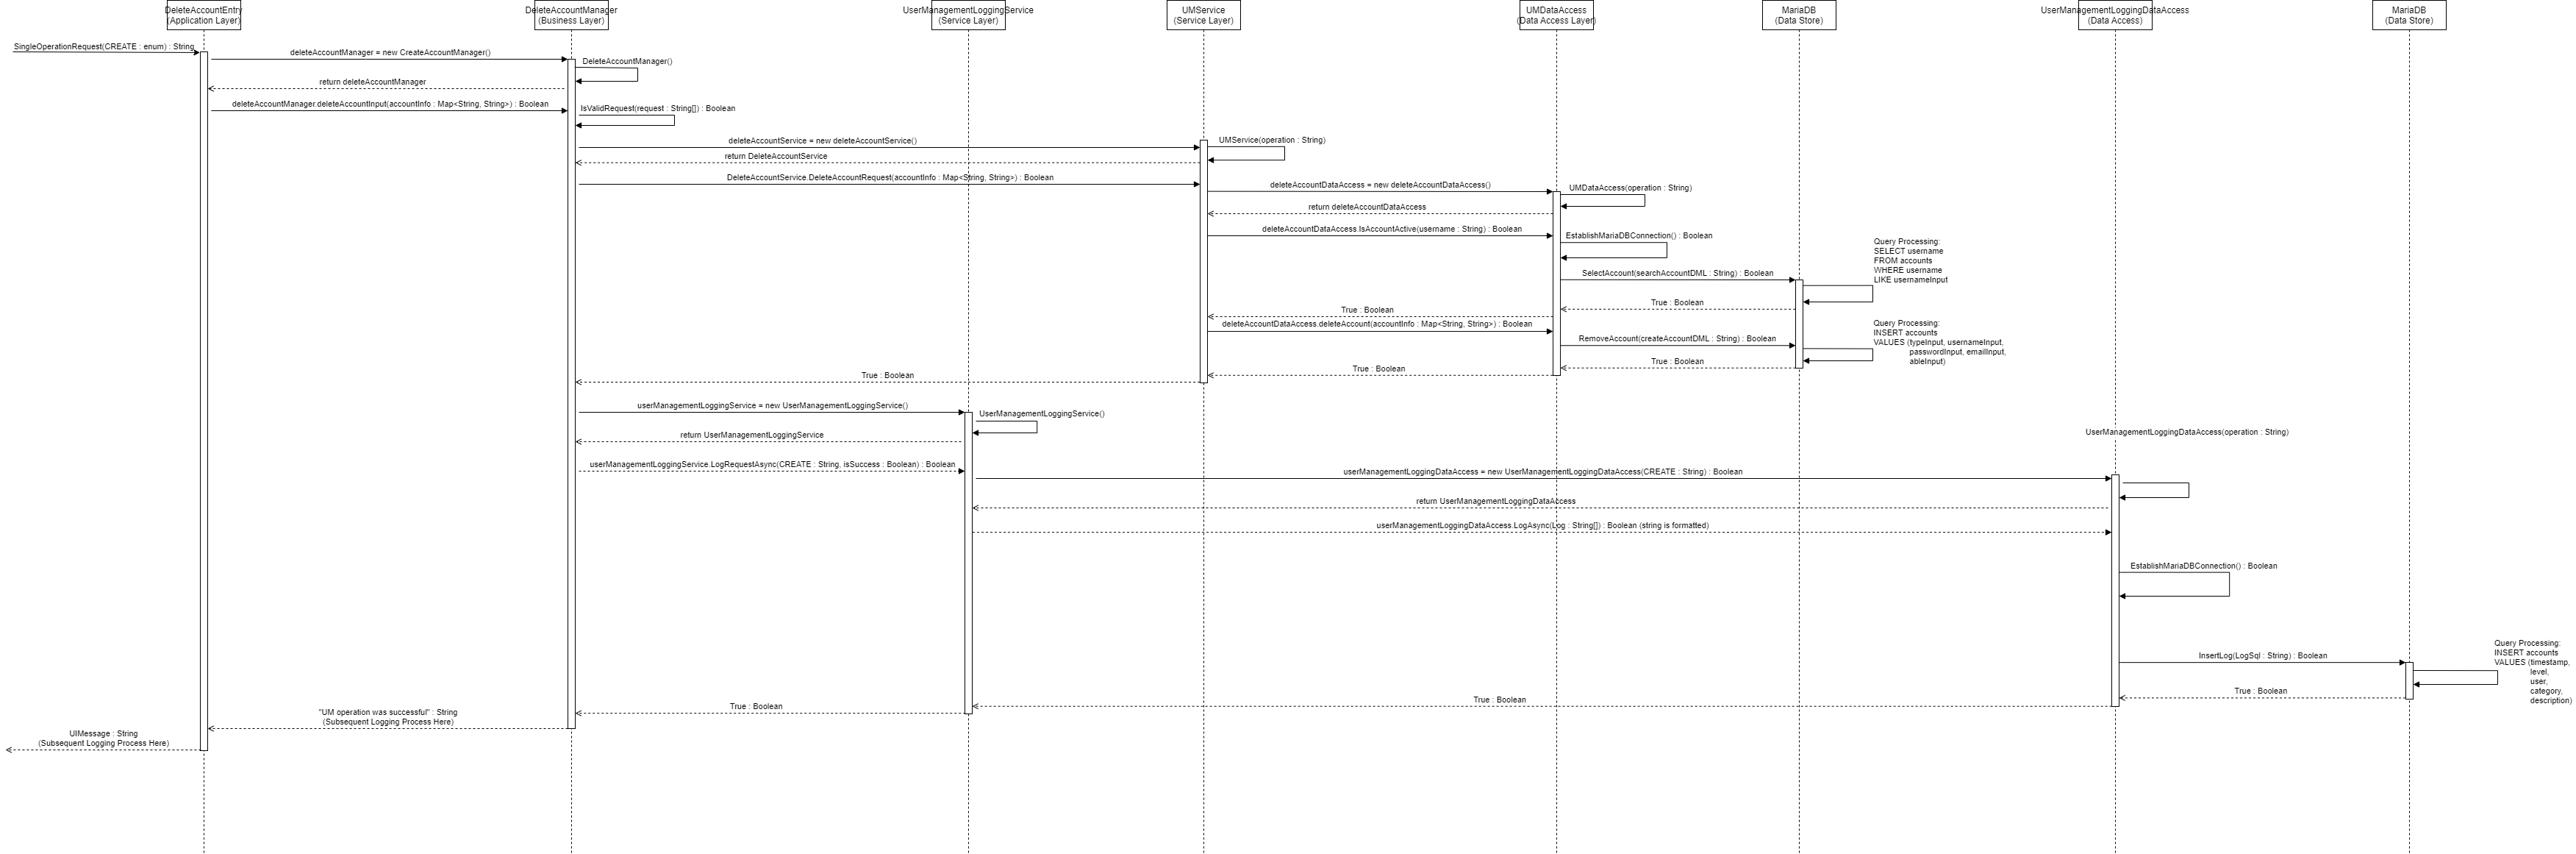 DeleteAccountEntry
(Application Layer)
DeleteAccountManager
(Business Layer)
UserManagementLoggingService
(Service Layer)
UMService
(Service Layer)
UMDataAccess
(Data Access Layer)
MariaDB
(Data Store)
UserManagementLoggingDataAccess
(Data Access)
MariaDB
(Data Store)
SingleOperationRequest(CREATE : enum) : String
deleteAccountManager = new CreateAccountManager()
DeleteAccountManager()
return deleteAccountManager
deleteAccountManager.deleteAccountInput(accountInfo : Map<String, String>) : Boolean
IsValidRequest(request : String[]) : Boolean
deleteAccountService = new deleteAccountService()
UMService(operation : String)
return DeleteAccountService
DeleteAccountService.DeleteAccountRequest(accountInfo : Map<String, String>) : Boolean
deleteAccountDataAccess = new deleteAccountDataAccess()
UMDataAccess(operation : String)
return deleteAccountDataAccess
deleteAccountDataAccess.IsAccountActive(username : String) : Boolean
EstablishMariaDBConnection() : Boolean
Query Processing:
SELECT username
FROM accounts
WHERE username
LIKE usernameInput
SelectAccount(searchAccountDML : String) : Boolean
True : Boolean
True : Boolean
deleteAccountDataAccess.deleteAccount(accountInfo : Map<String, String>) : Boolean
Query Processing:
INSERT accounts
VALUES (typeInput, usernameInput,
passwordInput, emailInput,
ableInput)
RemoveAccount(createAccountDML : String) : Boolean
True : Boolean
True : Boolean
True : Boolean
userManagementLoggingService = new UserManagementLoggingService()
UserManagementLoggingService()
return UserManagementLoggingService
UserManagementLoggingDataAccess(operation : String)
userManagementLoggingService.LogRequestAsync(CREATE : String, isSuccess : Boolean) : Boolean
userManagementLoggingDataAccess = new UserManagementLoggingDataAccess(CREATE : String) : Boolean
return UserManagementLoggingDataAccess
userManagementLoggingDataAccess.LogAsync(Log : String[]) : Boolean (string is formatted)
EstablishMariaDBConnection() : Boolean
Query Processing:
INSERT accounts
VALUES (timestamp,
level,
user,
category,
description)
InsertLog(LogSql : String) : Boolean
True : Boolean
True : Boolean
True : Boolean
"UM operation was successful" : String
(Subsequent Logging Process Here)
UIMessage : String
(Subsequent Logging Process Here)